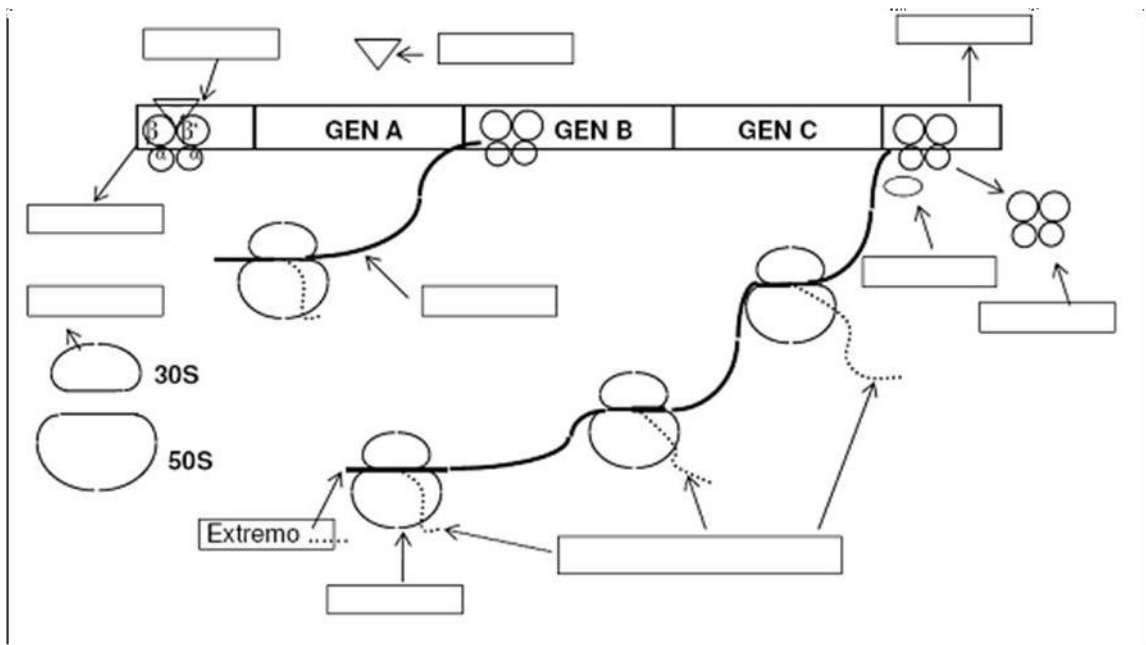 GEN A
GEN B
GEN C
β
β'
α
α
30S
50S
Extremo ......